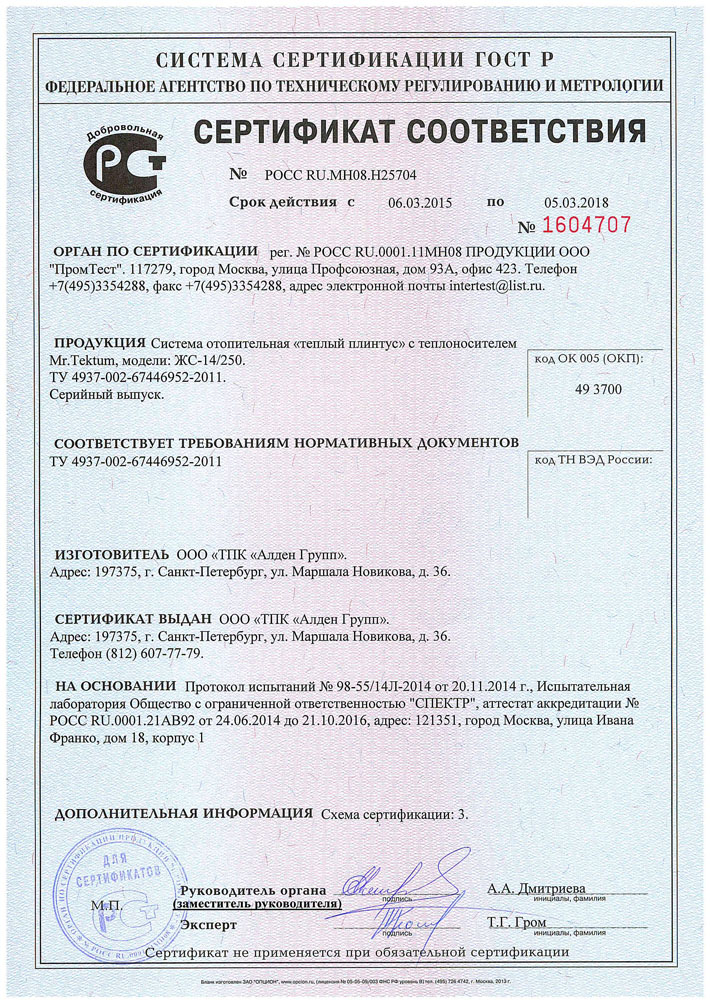 СИСТЕМА СЕРТИФИКАЦИИ ГОСТ Р
ФЕДЕРАЛЬНОЕ АГЕНТСТВО ПО ТЕХНИЧЕСКОМУ РЕГУЛИРОВАНИЮ И МЕТРОЛОГИИ
Добровольная
сертификация
СЕРТИФИКАТ СООТВЕТСТВИЯ
№ РОСС RU.МН08.Н25704
Срок действия с 06.03.2015 по 05.03.2018
№ 1604707
ОРГАН ПО СЕРТИФИКАЦИИ рег. № РОСС RU.0001.11МН08 ПРОДУКЦИИ ООО
"ПромТест". 117279, город Москва, улица Профсоюзная, дом 93А, офис 423. Телефон
+7(495)3354288, факс +7(495)3354288, адрес электронной почты intertest@list.ru.
ПРОДУКЦИЯ Система отопительная «теплый плинтус» с теплоносителем
Mr.Tektum, модели: ЖС-14/250.
ТУ 4937-002-67446952-2011.
Серийный выпуск.
код ОК 005 (ОКП):
49 3700
СООТВЕТСТВУЕТ ТРЕБОВАНИЯМ НОРМАТИВНЫХ ДОКУМЕНТОВ
ТУ 4937-002-67446952-2011
код ТН ВЭД России:
ИЗГОТОВИТЕЛЬ ООО «ТПК «Алден Групп».
Адрес: 197375, г. Санкт-Петербург, ул. Маршала Новикова, д. 36.
СЕРТИФИКАТ ВЫДАН ООО «ТПК «Алден Групп».
Адрес: 197375, г. Санкт-Петербург, ул. Маршала Новикова, д. 36.
Телефон (812) 607-77-79.
НА ОСНОВАНИИ Протокол испытаний № 98-55/14Л-2014 от 20.11.2014 г., Испытательная
лаборатория Общество с ограниченной ответственностью "СПЕКТР", аттестат аккредитации №
РОСС RU.0001.21АВ92 от 24.06.2014 до 21.10.2016, адрес: 121351, город Москва, улица Ивана
Франко, дом 18, корпус 1
ДОПОЛНИТЕЛЬНАЯ ИНФОРМАЦИЯ Схема сертификации: 3.
ДЛЯ
СЕРТИФИКАТОВ
М.П.
Руководитель органа
(заместитель руководителя)
подпись
А.А. Дмитриева
инициалы, фамилия
Эксперт
подпись
Т.Г. Гром
инициалы, фамилия
Сертификат не применяется при обязательной сертификации
Бланк изготовлен ЗАО "ОПЦИОН", www.opcion.ru, (лицензия № 05-05-09/003 ФНС РФ уровень В) тел. (495) 726 4742, г. Москва, 2013 г.